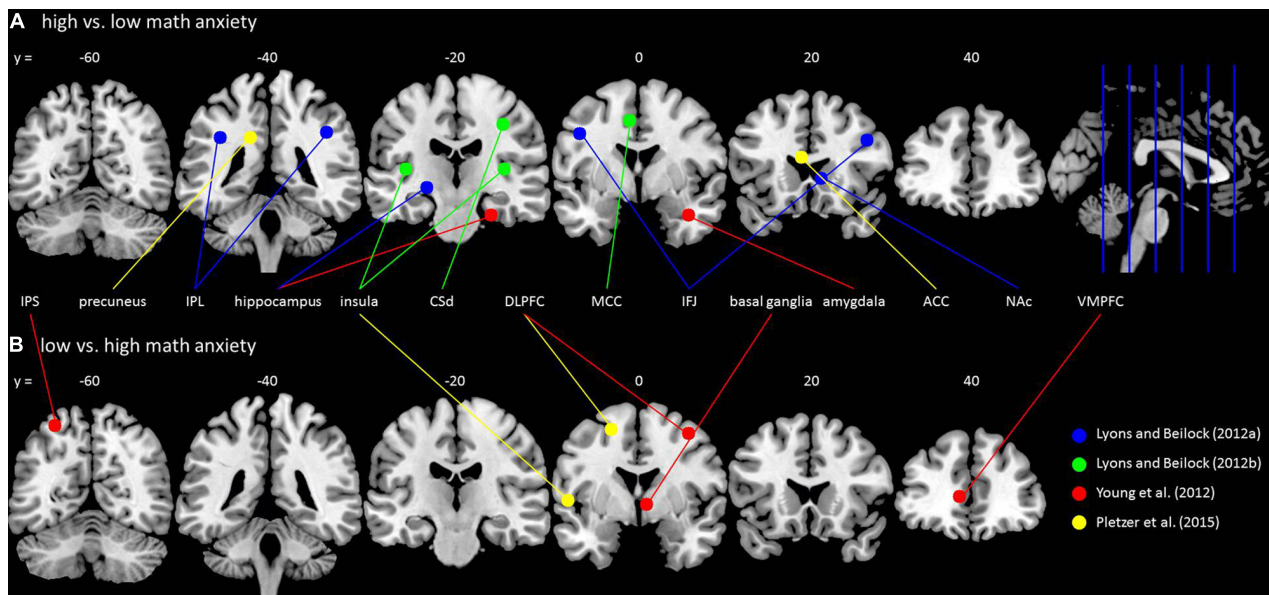 A high vs. low math anxiety
y = -60 -40 -20 0 20 40
IPS precuneus IPL hippocampus insula CSd DLPFC MCC IFJ basal ganglia amygdala ACC NAc VMPFC
B low vs. high math anxiety
y = -60 -40 -20 0 20 40
Lyons and Beilock (2012a)
Lyons and Beilock (2012b)
Young et al. (2012)
Pletzer et al. (2015)